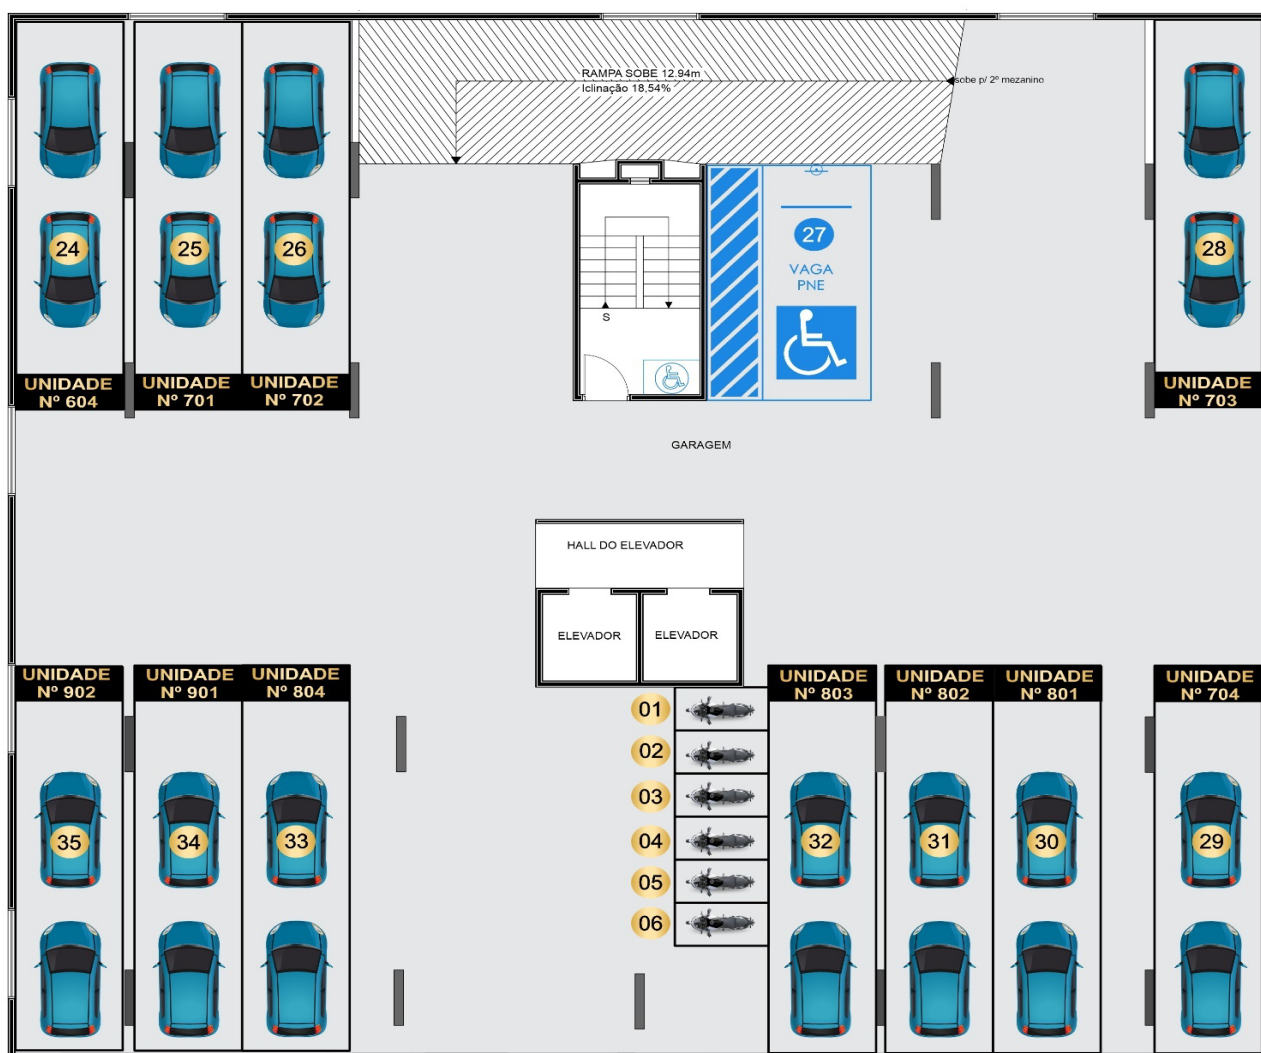 RAMPA SOBE 12.94m
Iclinação 18,54%
sobe p/ 2º mezanino
24
25
26
27
28
VAGA
PNE
S
UNIDADE
Nº 604
UNIDADE
Nº 701
UNIDADE
Nº 702
UNIDADE
Nº 703
GARAGEM
HALL DO ELEVADOR
ELEVADOR
ELEVADOR
UNIDADE
Nº 902
UNIDADE
Nº 901
UNIDADE
Nº 804
UNIDADE
Nº 803
UNIDADE
Nº 802
UNIDADE
Nº 801
UNIDADE
Nº 704
01
02
03
04
05
06
35
34
33
32
31
30
29